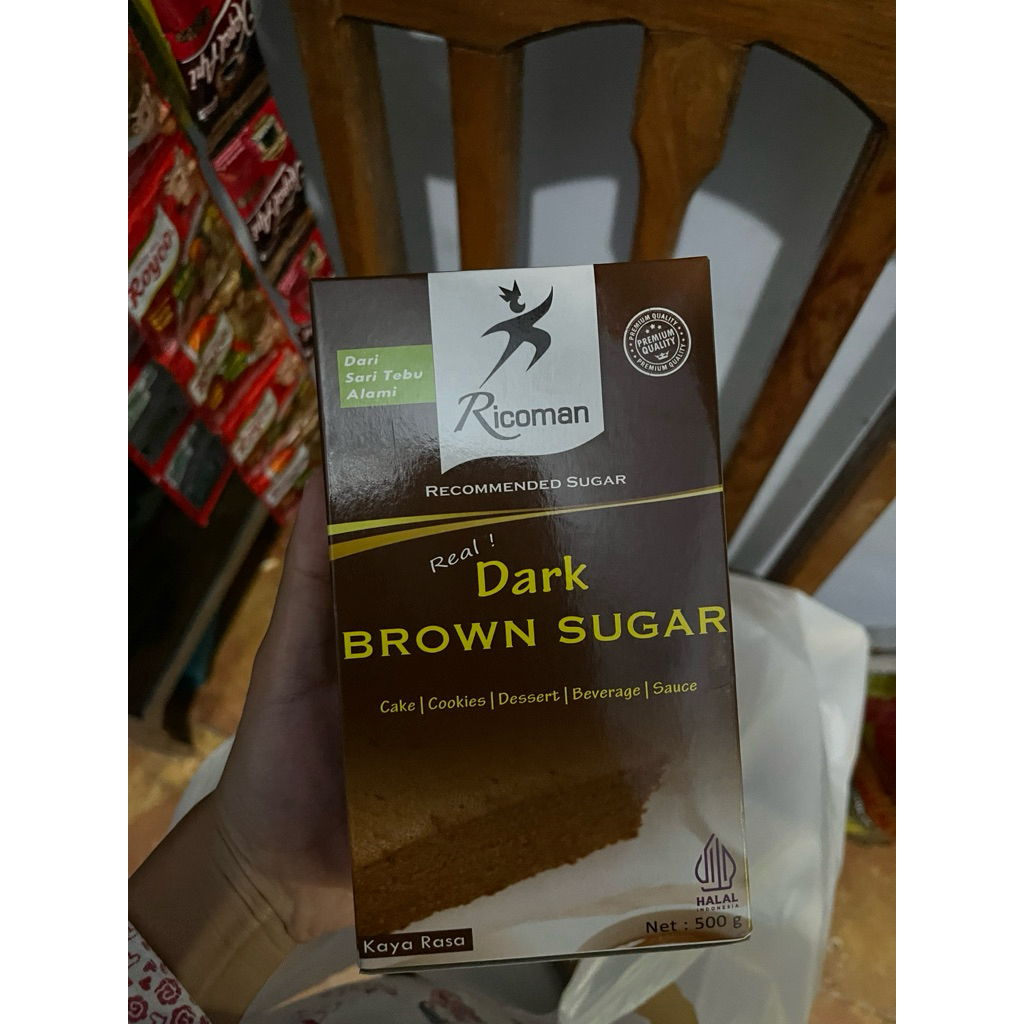 Royco
Dari
Sari Tebu
Alami
Ricoman
PREMIUM QUALITY
PREMIUM
QUALITY
PREMIUM QUALITY
RECOMMENDED SUGAR
Real !
Dark
BROWN SUGAR
Cake | Cookies | Dessert | Beverage | Sauce
HALAL
INDONESIA
Net : 500 g
Kaya Rasa